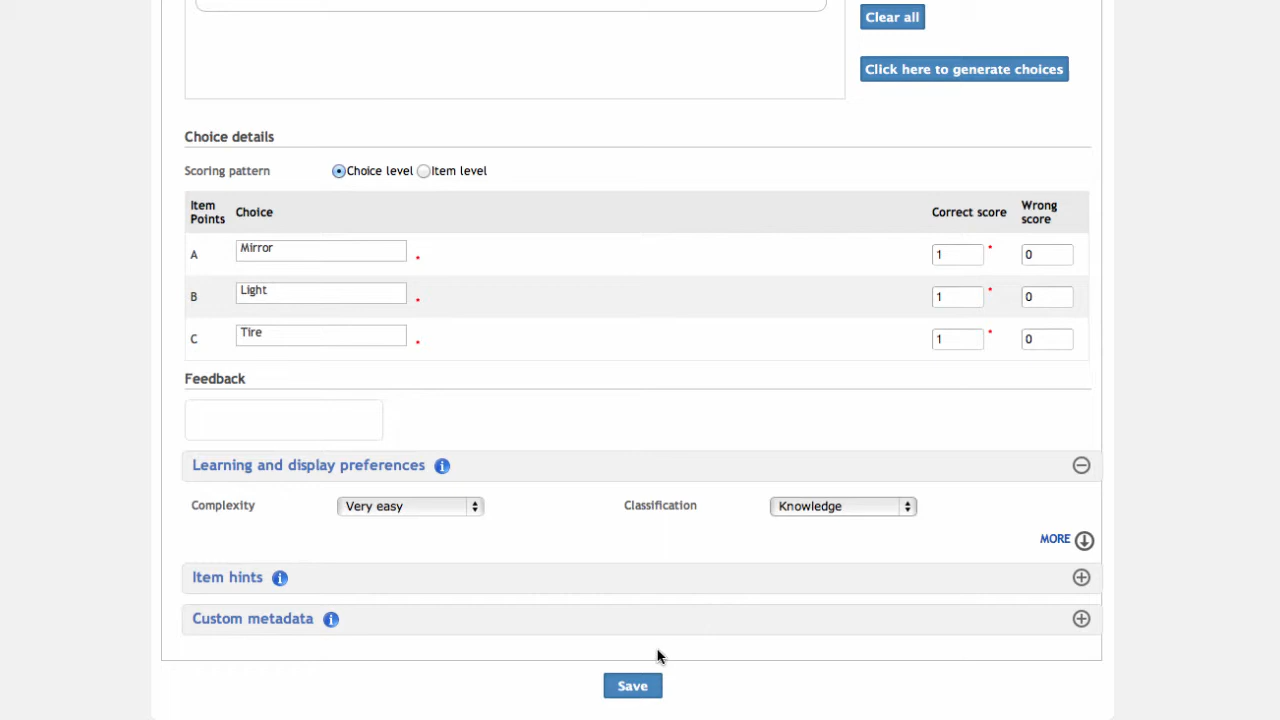 Clear all
Click here to generate choices
Choice details
Scoring pattern Choice level Item level
Item Points Choice Correct score Wrong score
A Mirror . 1 * 0
B Light . 1 * 0
C Tire . 1 * 0
Feedback
Learning and display preferences i
Complexity Very easy Classification Knowledge
MORE
Item hints i
Custom metadata i
Save